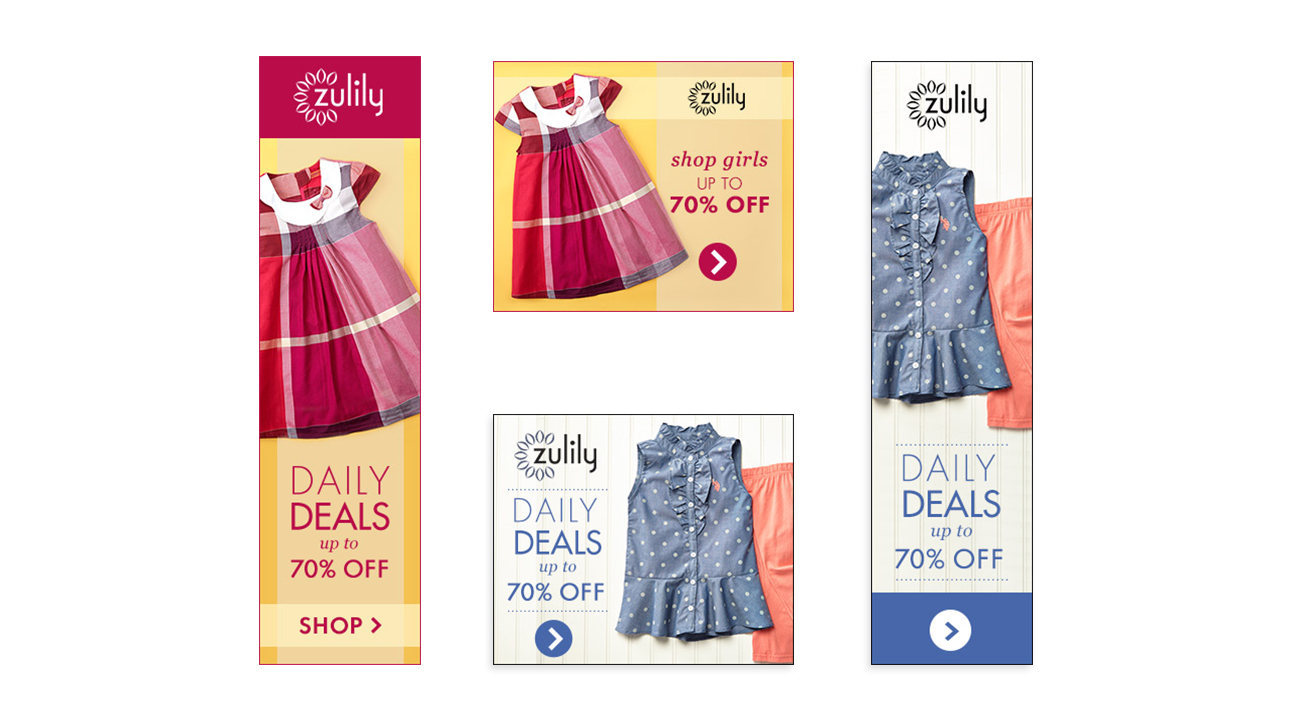 zulily
DAILY
DEALS
up to
70% OFF
SHOP >
zulily
shop girls
UP TO
70% OFF
zulily
DAILY
DEALS
up to
70% OFF
zulily
DAILY
DEALS
up to
70% OFF